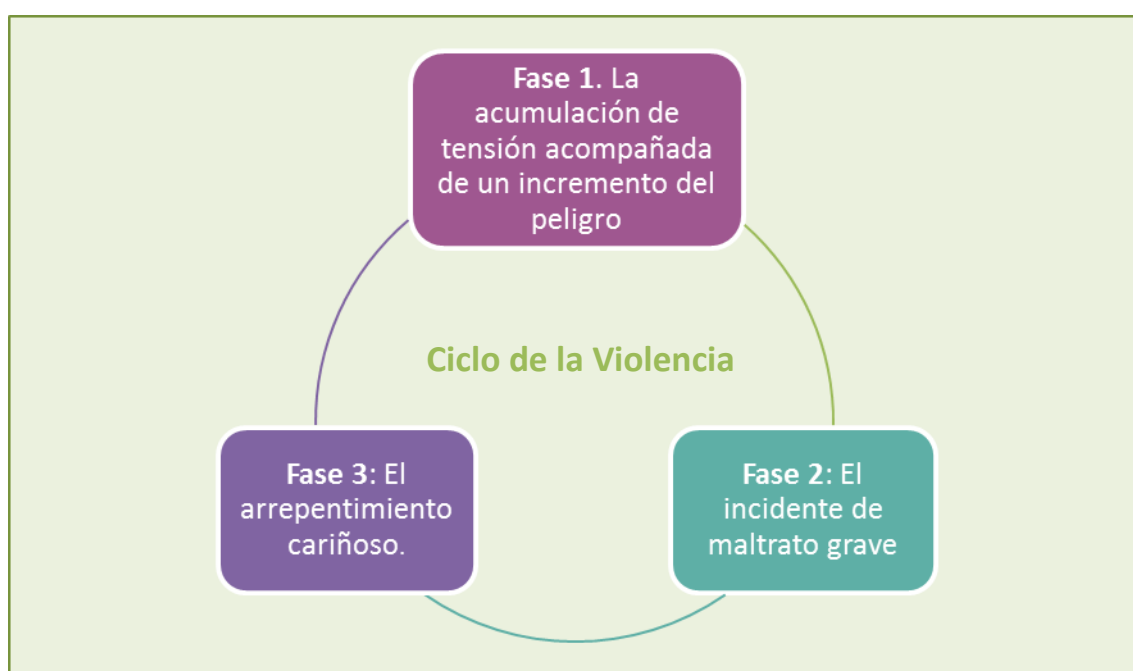 Fase 1. La
acumulación de
tensión acompañada
de un incremento del
peligro
Ciclo de la Violencia
Fase 3: El
arrepentimiento
cariñoso.
Fase 2: El
incidente de
maltrato grave